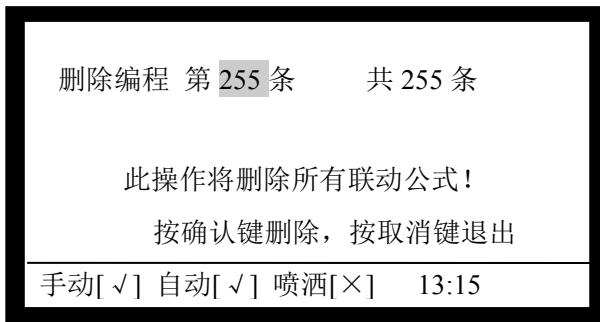 删除编程 第 255 条 共 255 条
此操作将删除所有联动公式！
按确认键删除，按取消键退出
手动[√] 自动[√] 喷洒[×] 13:15